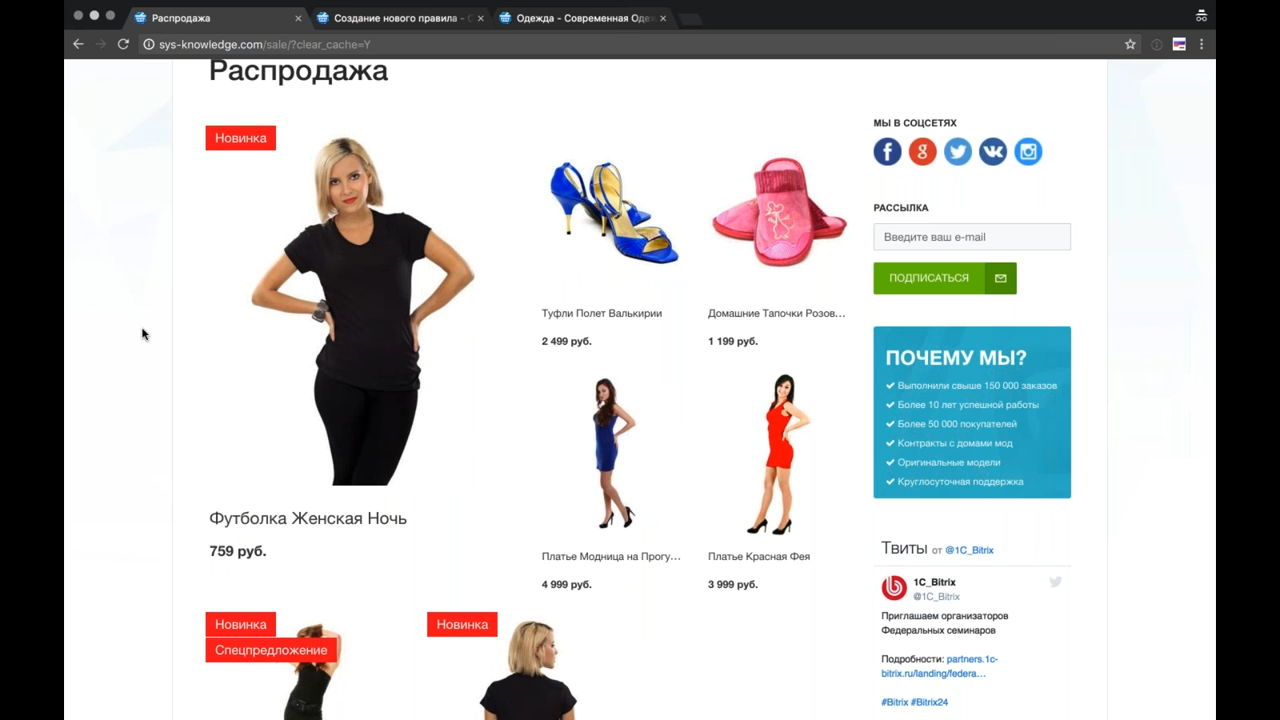 Распродажа
Создание нового правила - С
Одежда - Современная Одеж
sys-knowledge.com/sale/?clear_cache=Y
Распродажа
Новинка
Футболка Женская Ночь
759 руб.
Туфли Полет Валькирии
2 499 руб.
Домашние Тапочки Розов...
1 199 руб.
Платье Модница на Прогу...
4 999 руб.
Платье Красная Фея
3 999 руб.
Новинка
Спецпредложение
Новинка
МЫ В СОЦСЕТЯХ
РАССЫЛКА
Введите ваш e-mail
ПОДПИСАТЬСЯ
ПОЧЕМУ МЫ?
Выполнили свыше 150 000 заказов
Более 10 лет успешной работы
Более 50 000 покупателей
Контракты с домами мод
Оригинальные модели
Круглосуточная поддержка
Твиты от @1C_Bitrix
1C_Bitrix
@1C_Bitrix
Приглашаем организаторов
Федеральных семинаров
Подробности: partners.1c-
bitrix.ru/landing/federa...
#Bitrix #Bitrix24